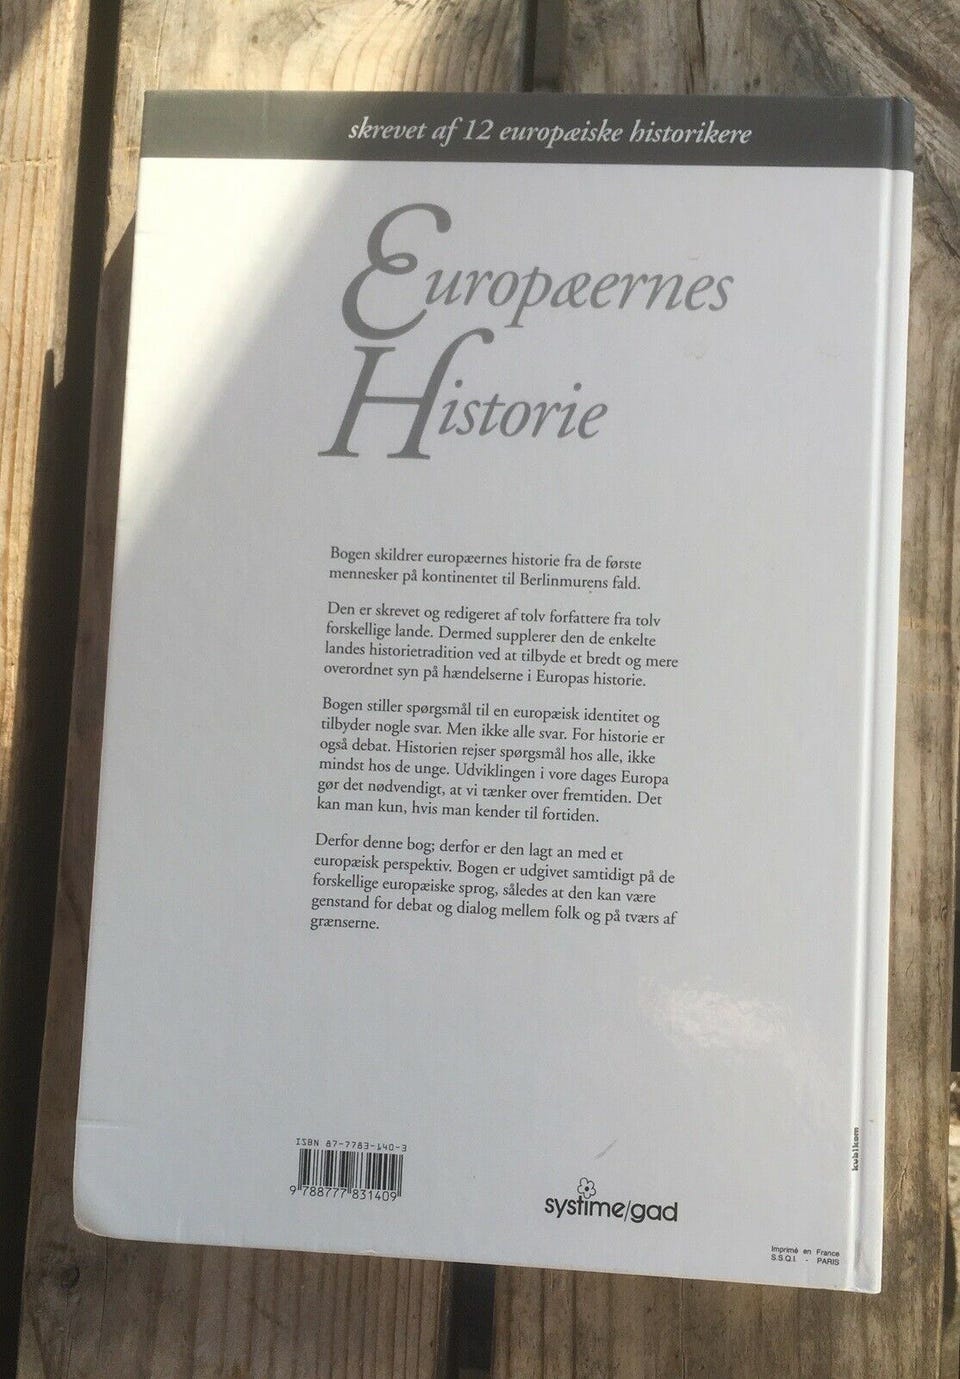 skrevet af 12 europæiske historikere
Europæernes
Historie
Bogen skildrer europæernes historie fra de første
mennesker på kontinentet til Berlinmurens fald.
Den er skrevet og redigeret af tolv forfattere fra tolv
forskellige lande. Dermed supplerer den de enkelte
landes historietradition ved at tilbyde et bredt og mere
overordnet syn på hændelserne i Europas historie.
Bogen stiller spørgsmål til en europæisk identitet og
tilbyder nogle svar. Men ikke alle svar. For historie er
også debat. Historien rejser spørgsmål hos alle, ikke
mindst hos de unge. Udviklingen i vore dages Europa
gør det nødvendigt, at vi tænker over fremtiden. Det
kan man kun, hvis man kender til fortiden.
Derfor denne bog; derfor er den lagt an med et
europæisk perspektiv. Bogen er udgivet samtidigt på de
forskellige europæiske sprog, således at den kan være
genstand for debat og dialog mellem folk og på tværs af
grænserne.
ISBN 87-7783-140-3
9 788777 831409
systime/gad
kubikom
Imprimé en France
S.S.Q.I. - PARIS